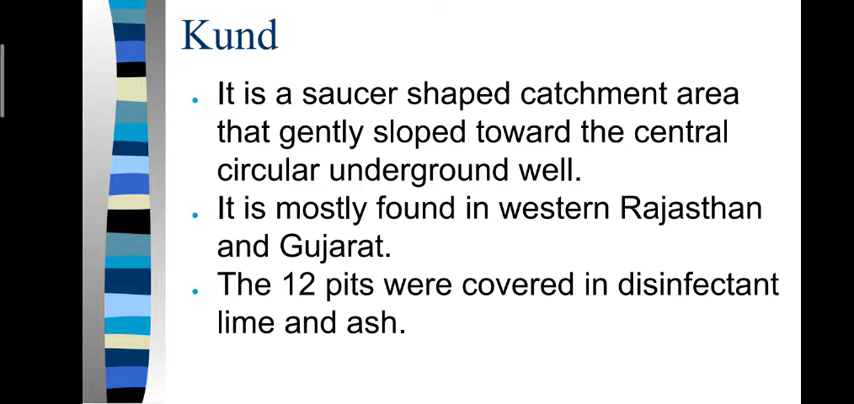 Kund
• It is a saucer shaped catchment area
that gently sloped toward the central
circular underground well.
• It is mostly found in western Rajasthan
and Gujarat.
• The 12 pits were covered in disinfectant
lime and ash.